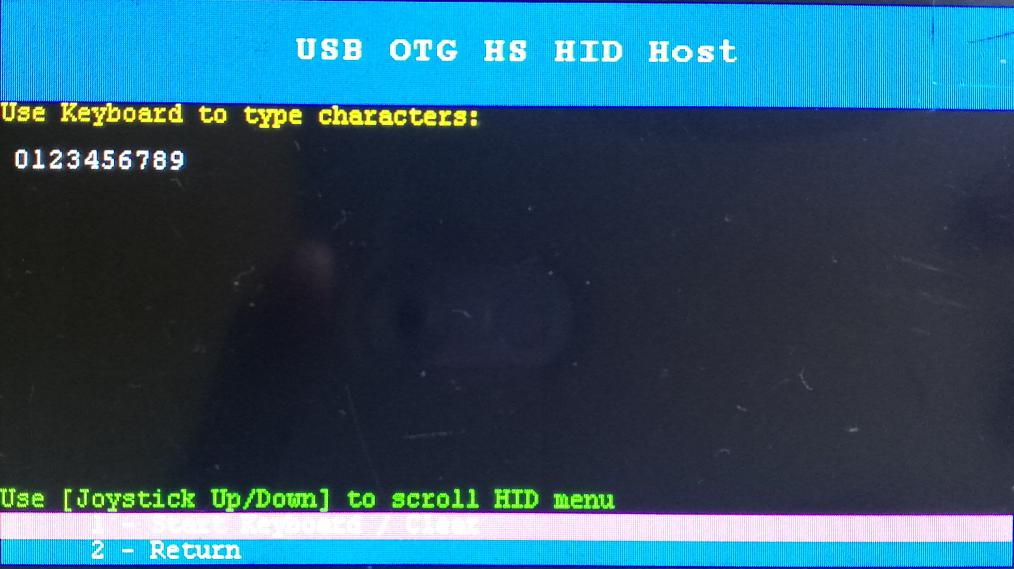 USB OTG HS HID Host
Use Keyboard to type characters:
0123456789
Use [Joystick Up/Down] to scroll HID menu
1 - Start Keyboard / Clear
2 - Return